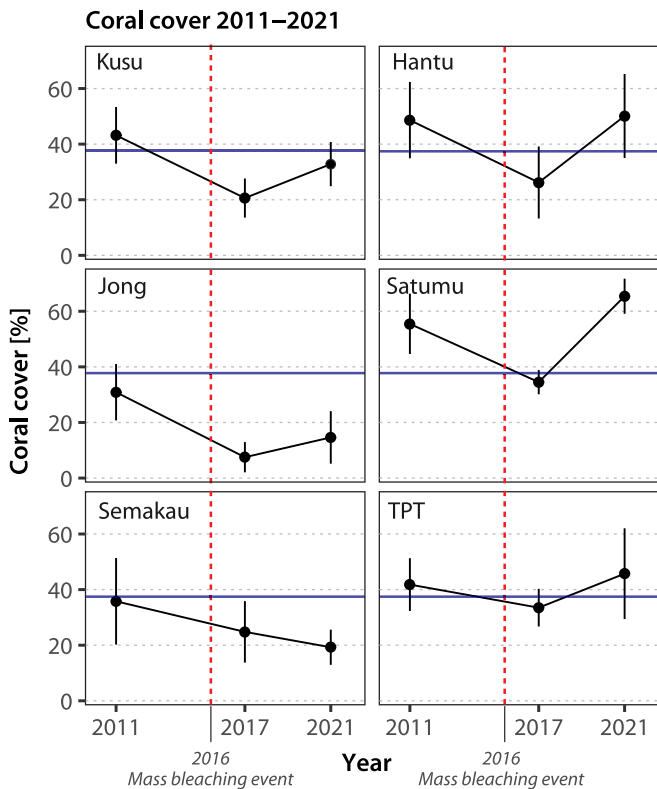 Coral cover 2011–2021
Kusu
Hantu
60
40
20
0
Jong
Satumu
60
40
20
0
Coral cover [%]
Semakau
TPT
60
40
20
0
2011 2017 2021 2011 2017 2021
2016 Year 2016
Mass bleaching event Mass bleaching event